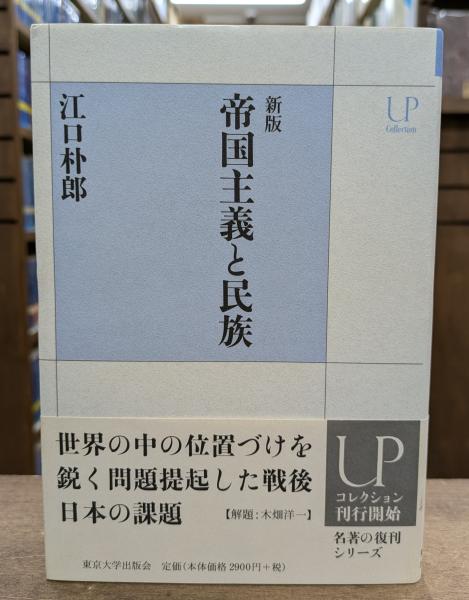 新版
帝国主義と民族
江口朴郎
UP
Collection
世界の中の位置づけを
鋭く問題提起した戦後
日本の課題
【解題:木畑洋一】
東京大学出版会 定価(本体価格2900円+税)
UP
コレクション
刊行開始
名著の復刊
シリーズ